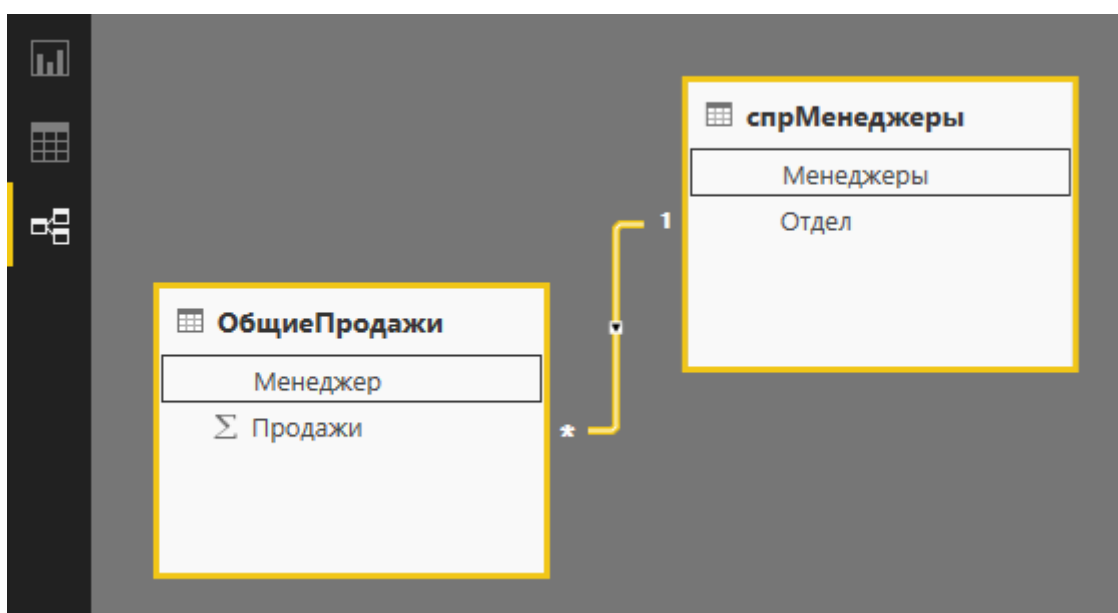 спрМенеджеры
Менеджеры
Отдел
1
ОбщиеПродажи
Менеджер
∑ Продажи
*